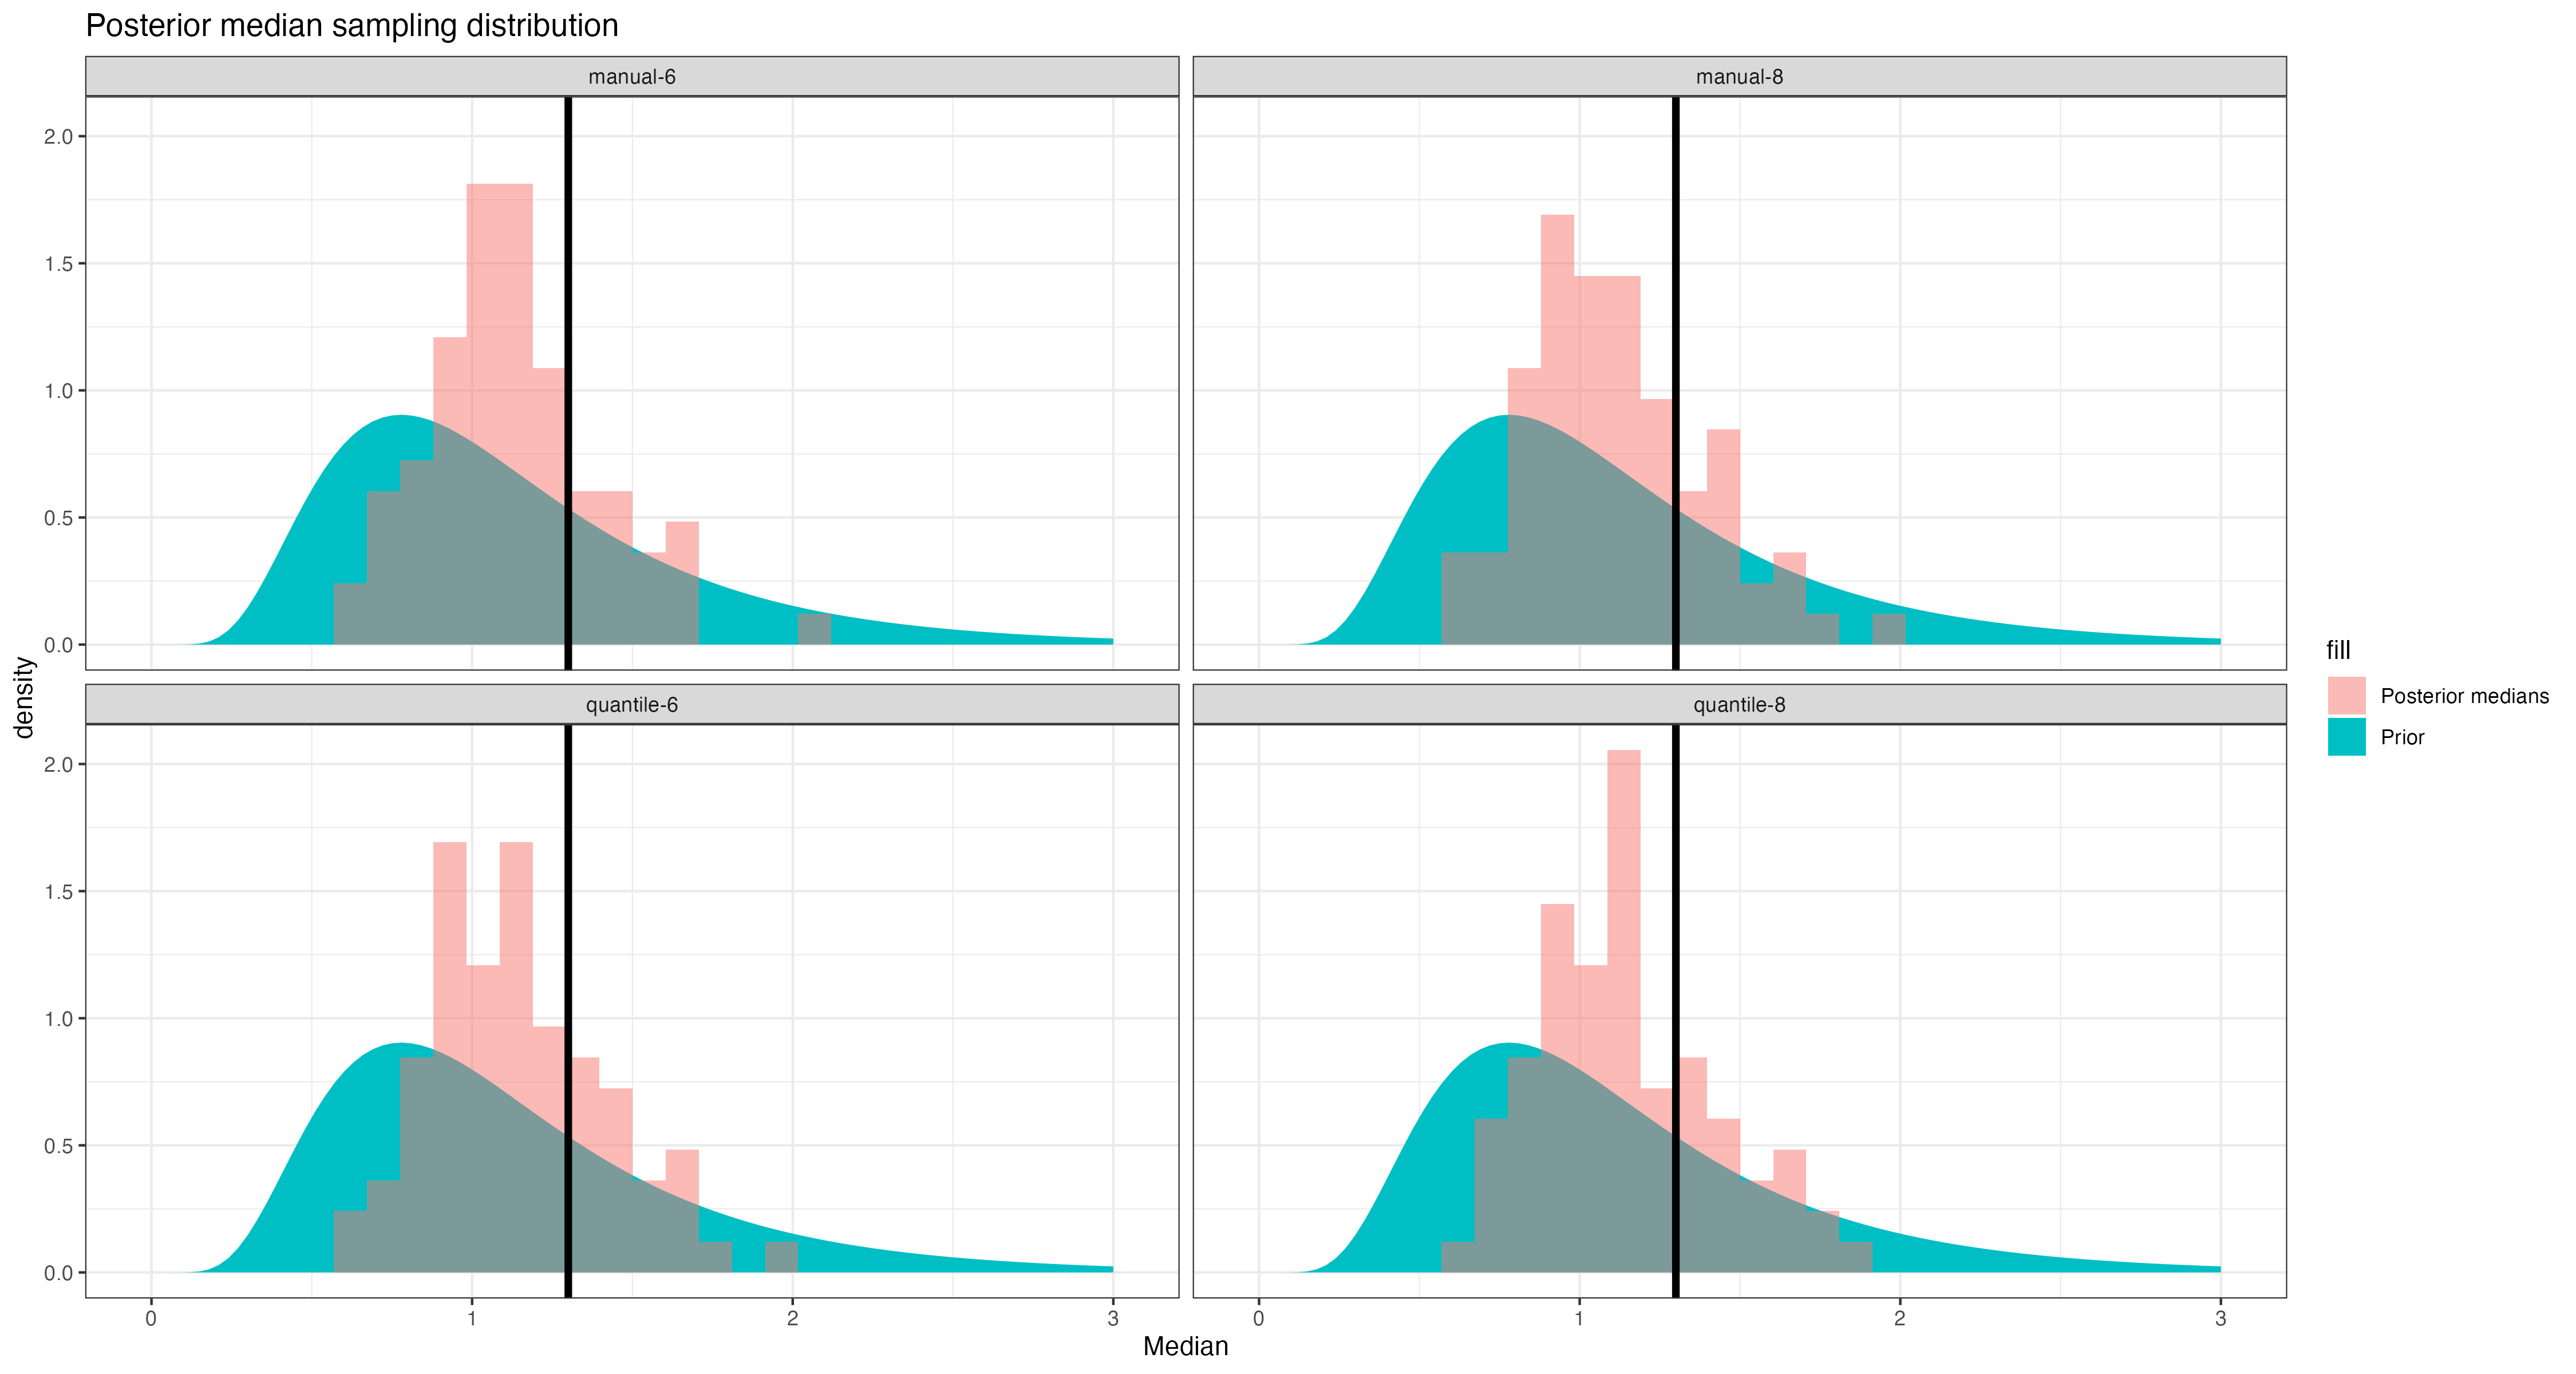 Posterior median sampling distribution
manual-6
manual-8
2.0
1.5
1.0
0.5
0.0
quantile-6
quantile-8
2.0
1.5
1.0
0.5
0.0
0 1 2 3
0 1 2 3
Median
density
fill
Posterior medians
Prior